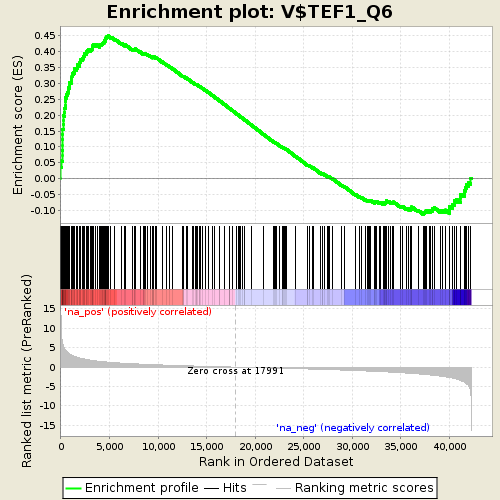 Enrichment plot: V$TEF1_Q6
Enrichment score (ES)
0.45
0.40
0.35
0.30
0.25
0.20
0.15
0.10
0.05
0.00
-0.05
-0.10
Ranked list metric (PreRanked)
15
10
5
0
-5
-10
-15
'na_pos' (positively correlated)
Zero cross at 17991
'na_neg' (negatively correlated)
0 5,000 10,000 15,000 20,000 25,000 30,000 35,000 40,000
Rank in Ordered Dataset
Enrichment profile Hits Ranking metric scores